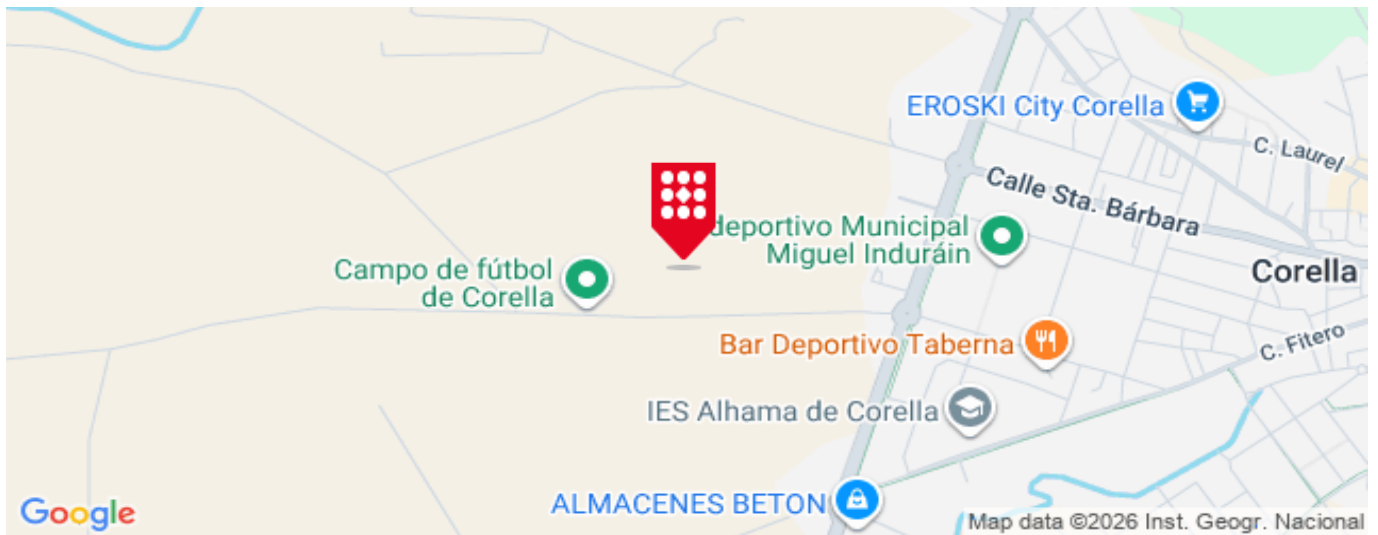 EROSKI City Corella
C. Laurel
Calle Sta. Bárbara
deportivo Municipal
Miguel Induráin
Campo de fútbol
de Corella
Corella
Bar Deportivo Taberna
C. Fitero
IES Alhama de Corella
ALMACENES BETON
Google
Map data ©2026 Inst. Geogr. Nacional